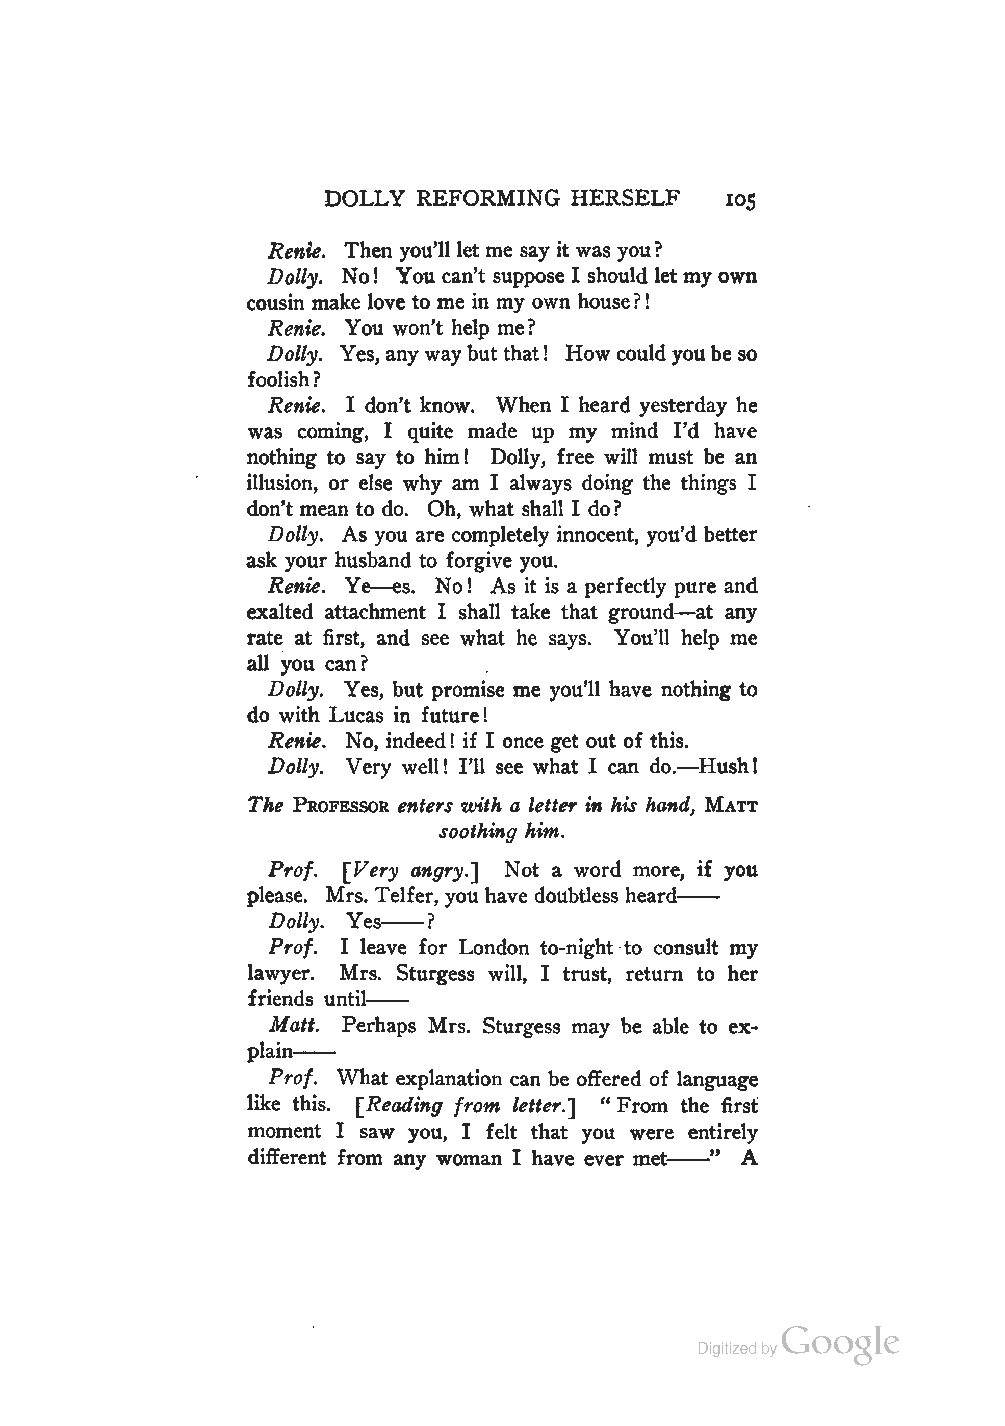 DOLLY REFORMING HERSELF 105
Renie. Then you'll let me say it was you?
Dolly. No! You can't suppose I should let my own
cousin make love to me in my own house?!
Renie. You won't help me?
Dolly. Yes, any way but that! How could you be so
foolish?
Renie. I don't know. When I heard yesterday he
was coming, I quite made up my mind I'd have
nothing to say to him! Dolly, free will must be an
illusion, or else why am I always doing the things I
don't mean to do. Oh, what shall I do?
Dolly. As you are completely innocent, you'd better
ask your husband to forgive you.
Renie. Ye—es. No! As it is a perfectly pure and
exalted attachment I shall take that ground—at any
rate at first, and see what he says. You'll help me
all you can?
Dolly. Yes, but promise me you'll have nothing to
do with Lucas in future!
Renie. No, indeed! if I once get out of this.
Dolly. Very well! I'll see what I can do.—Hush!
The PROFESSOR enters with a letter in his hand, MATT
soothing him.
Prof. [Very angry.] Not a word more, if you
please. Mrs. Telfer, you have doubtless heard——
Dolly. Yes——?
Prof. I leave for London to-night to consult my
lawyer. Mrs. Sturgess will, I trust, return to her
friends until——
Matt. Perhaps Mrs. Sturgess may be able to ex-
plain——
Prof. What explanation can be offered of language
like this. [Reading from letter.] "From the first
moment I saw you, I felt that you were entirely
different from any woman I have ever met——" A
Digitized by Google